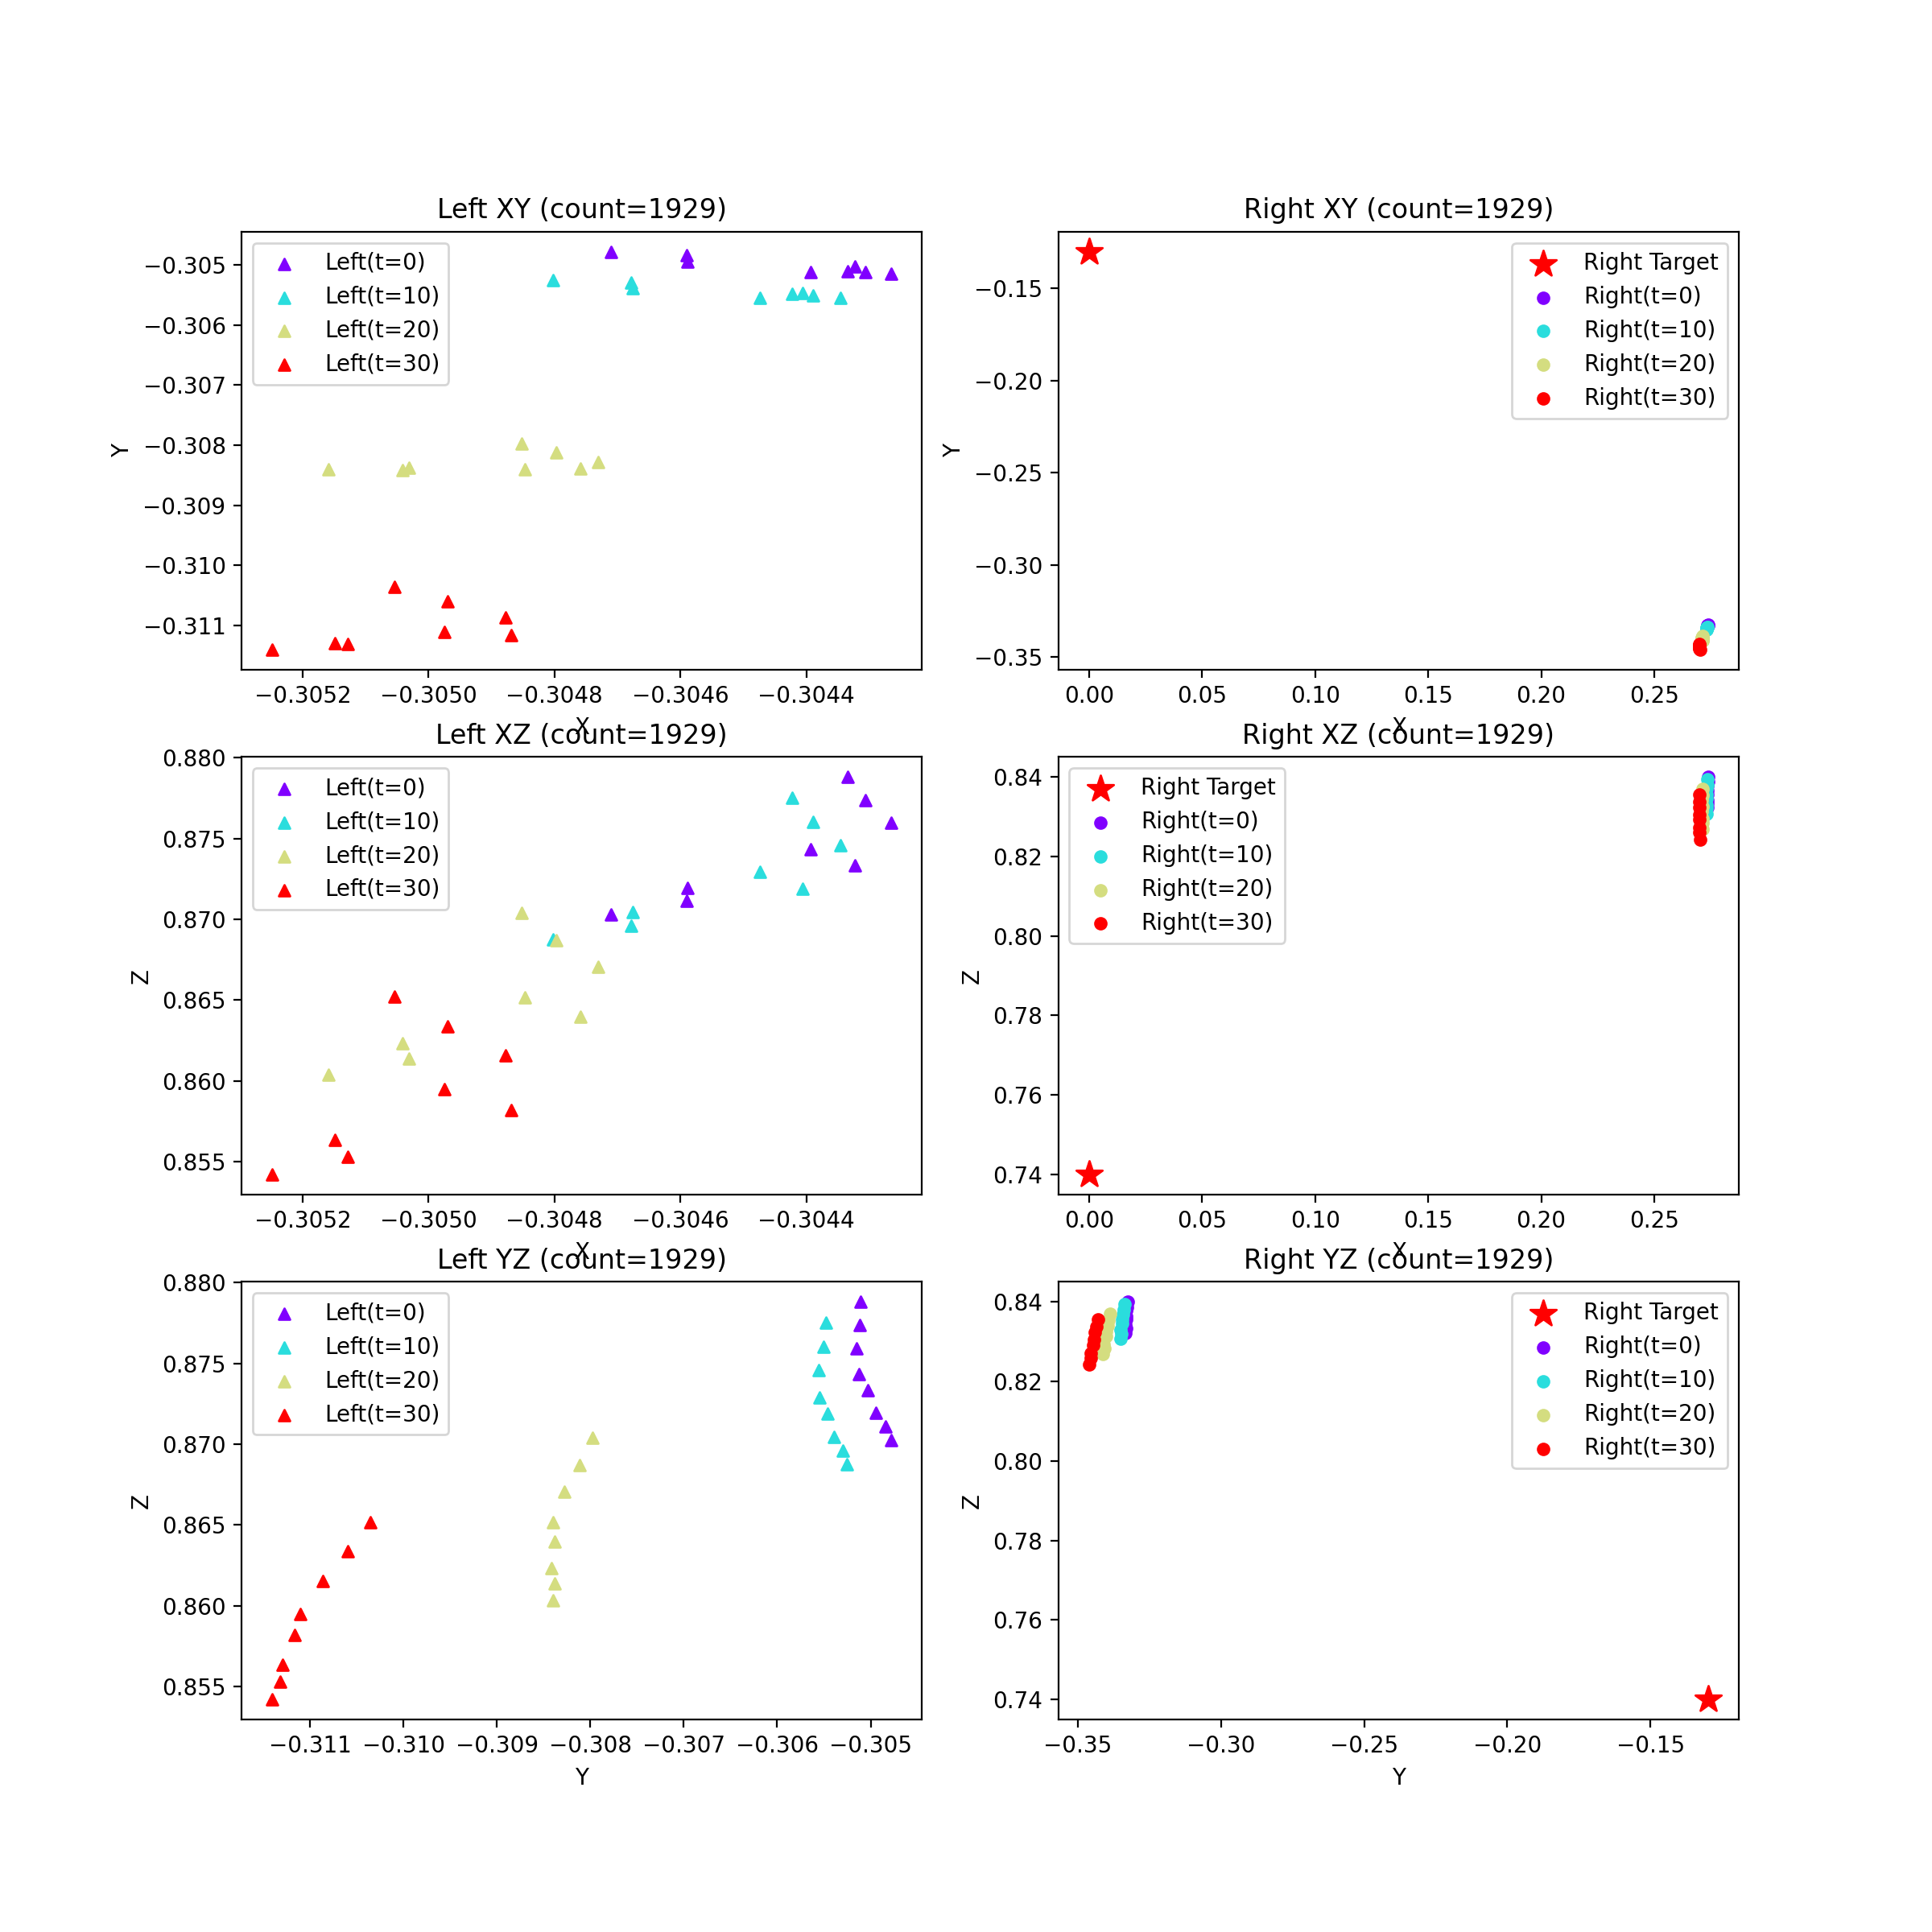 Left XY (count=1929)
Left(t=0)
Left(t=10)
Left(t=20)
Left(t=30)
Y
−0.305
−0.306
−0.307
−0.308
−0.309
−0.310
−0.311
−0.3052
−0.3050
−0.3048
−0.3046
−0.3044
X
Right XY (count=1929)
Right Target
Right(t=0)
Right(t=10)
Right(t=20)
Right(t=30)
Y
−0.15
−0.20
−0.25
−0.30
−0.35
0.00
0.05
0.10
0.15
0.20
0.25
X
Left XZ (count=1929)
Left(t=0)
Left(t=10)
Left(t=20)
Left(t=30)
Z
0.880
0.875
0.870
0.865
0.860
0.855
−0.3052
−0.3050
−0.3048
−0.3046
−0.3044
X
Right XZ (count=1929)
Right Target
Right(t=0)
Right(t=10)
Right(t=20)
Right(t=30)
Z
0.84
0.82
0.80
0.78
0.76
0.74
0.00
0.05
0.10
0.15
0.20
0.25
X
Left YZ (count=1929)
Left(t=0)
Left(t=10)
Left(t=20)
Left(t=30)
Z
0.880
0.875
0.870
0.865
0.860
0.855
−0.311
−0.310
−0.309
−0.308
−0.307
−0.306
−0.305
Y
Right YZ (count=1929)
Right Target
Right(t=0)
Right(t=10)
Right(t=20)
Right(t=30)
Z
0.84
0.82
0.80
0.78
0.76
0.74
−0.35
−0.30
−0.25
−0.20
−0.15
Y